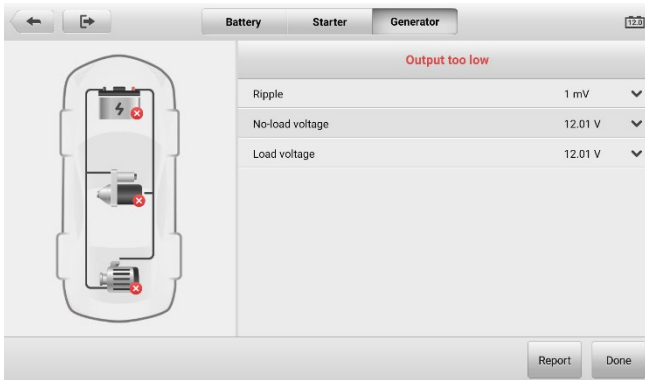 Battery Starter Generator 12.0
Output too low
Ripple 1 mV
No-load voltage 12.01 V
Load voltage 12.01 V
Report Done